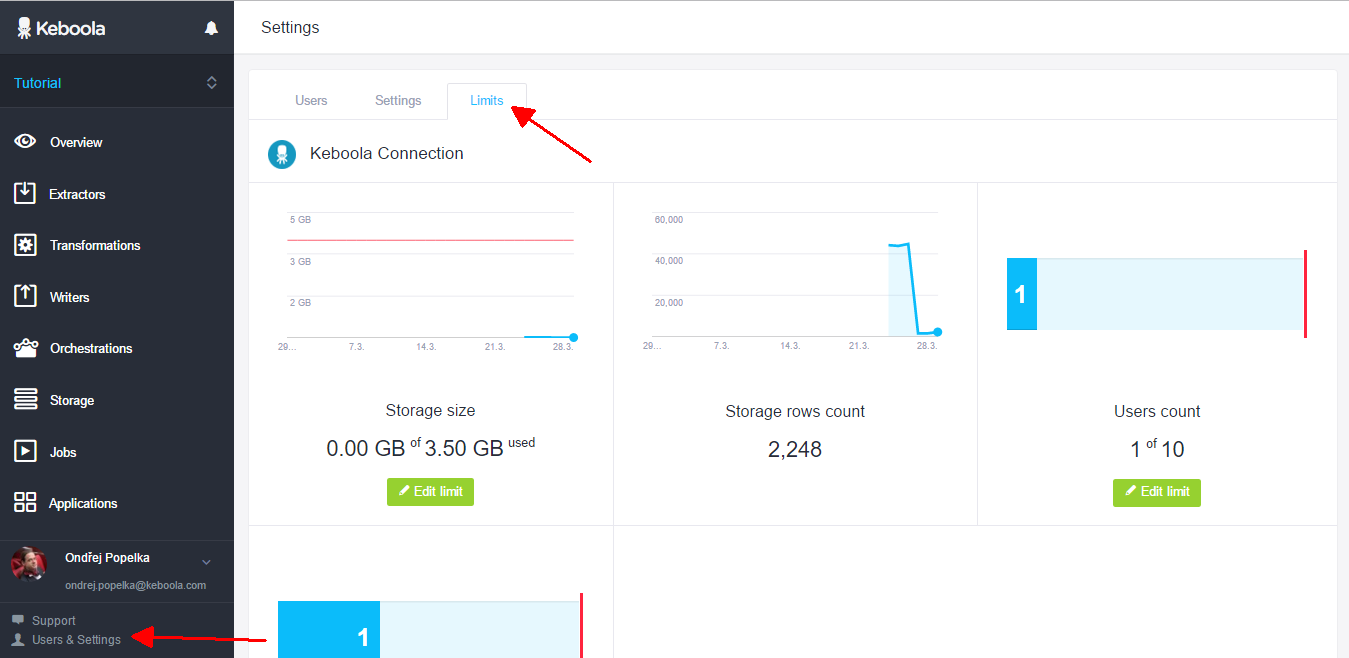 Keboola
Settings
Tutorial
Users Settings Limits
Overview
Keboola Connection
Extractors
Transformations
Writers
Orchestrations
Storage
Jobs
Applications
5 GB
3 GB
2 GB
29... 7.3. 14.3. 21.3. 28.3.
Storage size
0.00 GB of 3.50 GB used
Edit limit
60,000
40,000
20,000
29... 7.3. 14.3. 21.3. 28.3.
Storage rows count
2,248
1
Users count
1 of 10
Edit limit
Ondřej Popelka
ondrej.popelka@keboola.com
Support
Users & Settings
1